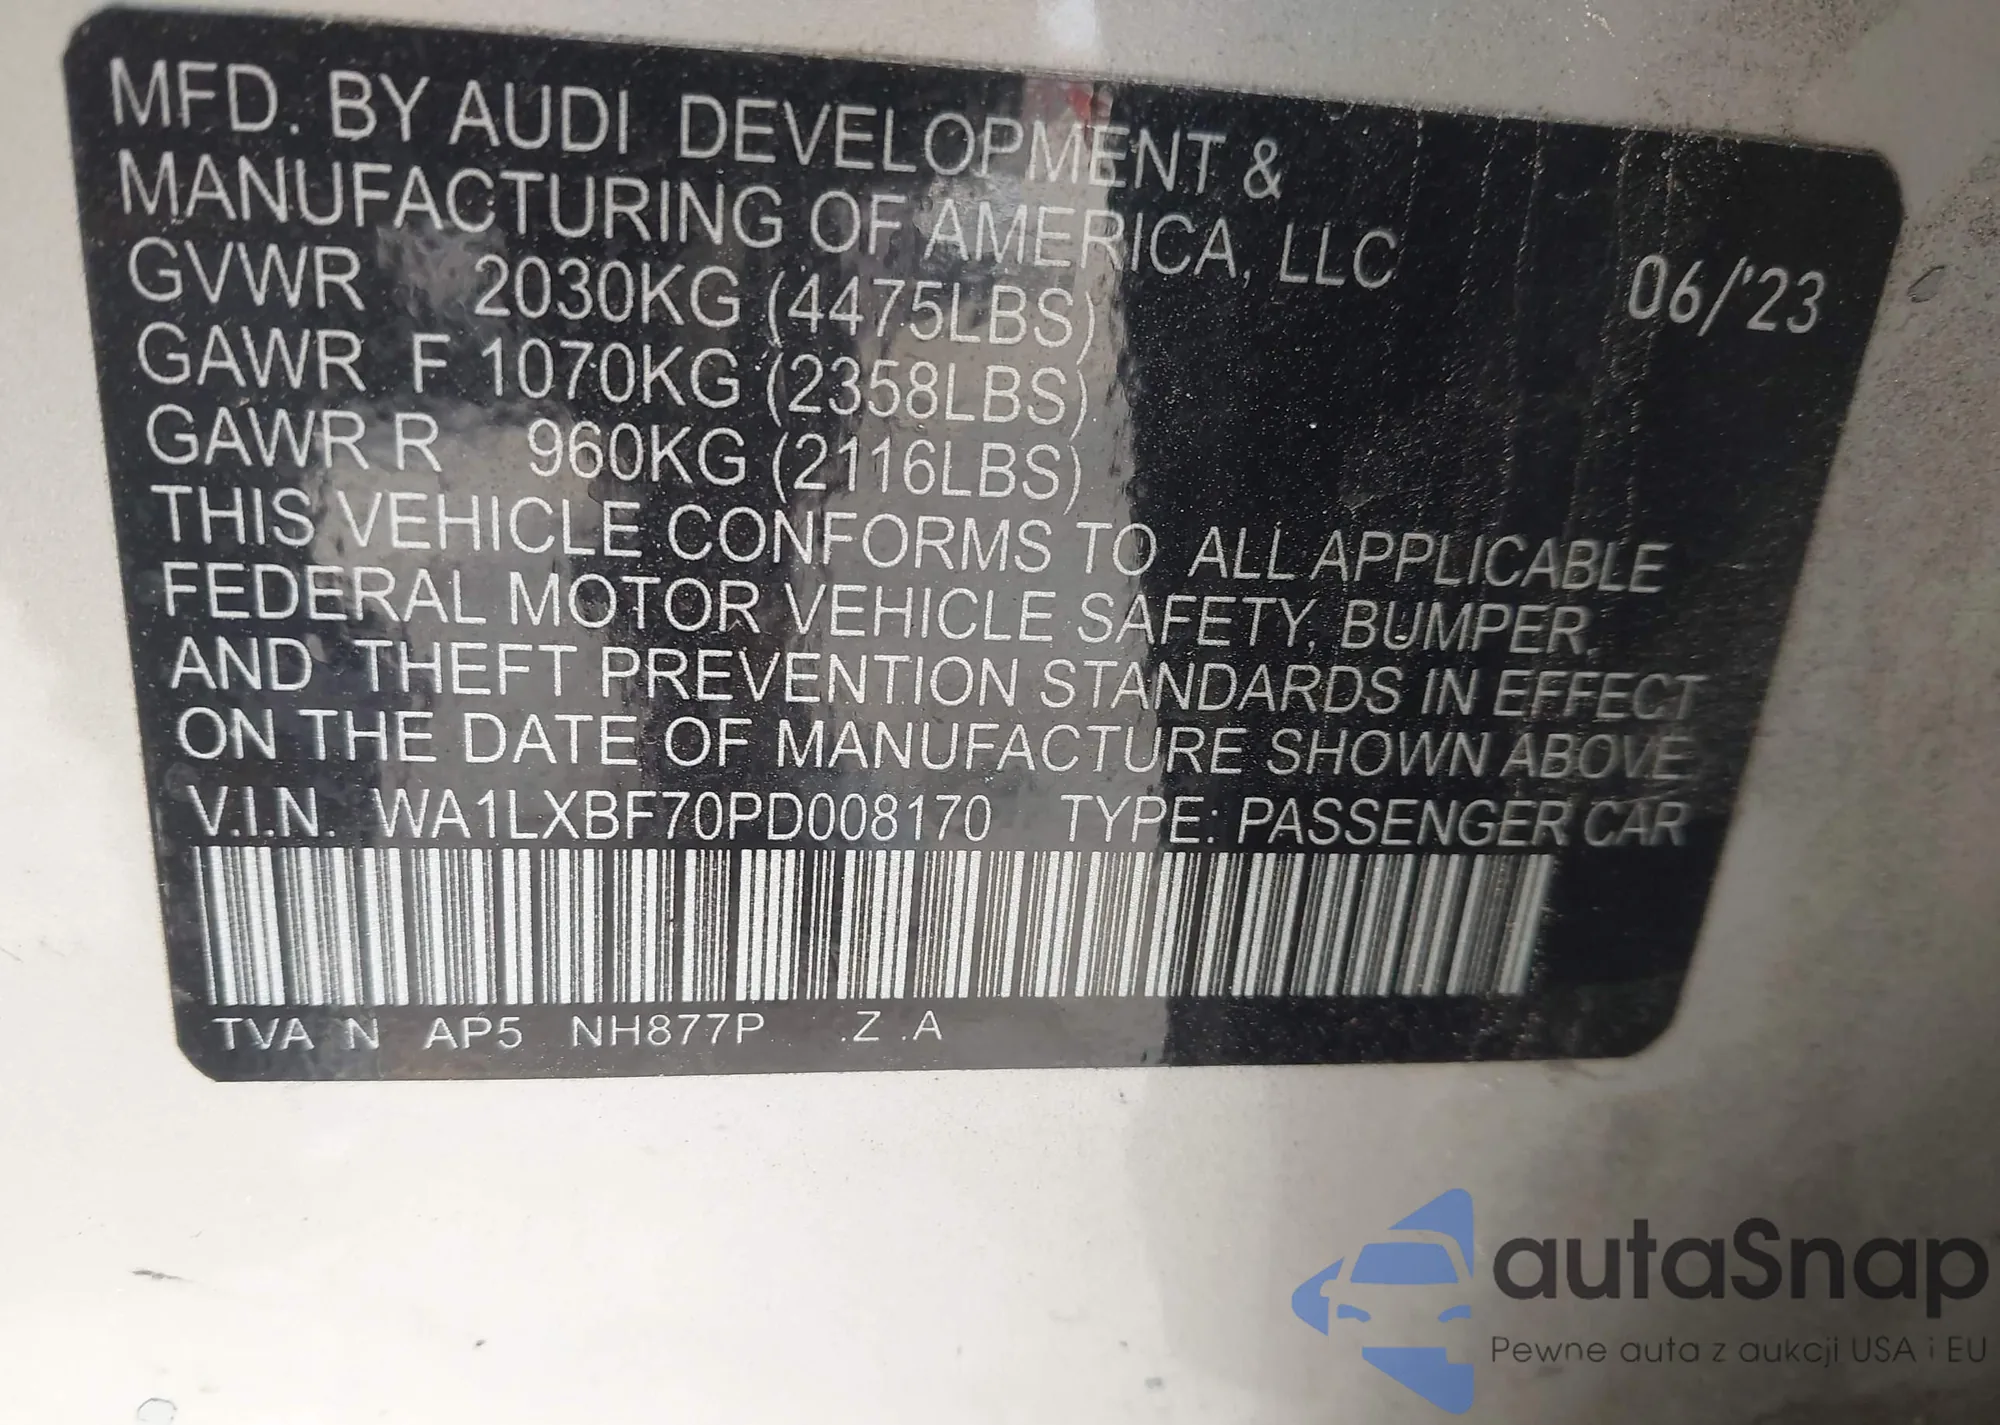 MFD. BY AUDI DEVELOPMENT &
MANUFACTURING OF AMERICA, LLC
06/'23
GVWR 2030KG (4475LBS)
GAWR F 1070KG (2358LBS)
GAWR R 960KG (2116LBS)
THIS VEHICLE CONFORMS TO ALL APPLICABLE
FEDERAL MOTOR VEHICLE SAFETY, BUMPER,
AND THEFT PREVENTION STANDARDS IN EFFECT
ON THE DATE OF MANUFACTURE SHOWN ABOVE
V.I.N. WA1LXBF70PD008170 TYPE: PASSENGER CAR
TVA N AP5 NH877P .Z .A
autaSnap
Pewne auta z aukcji USA i EU